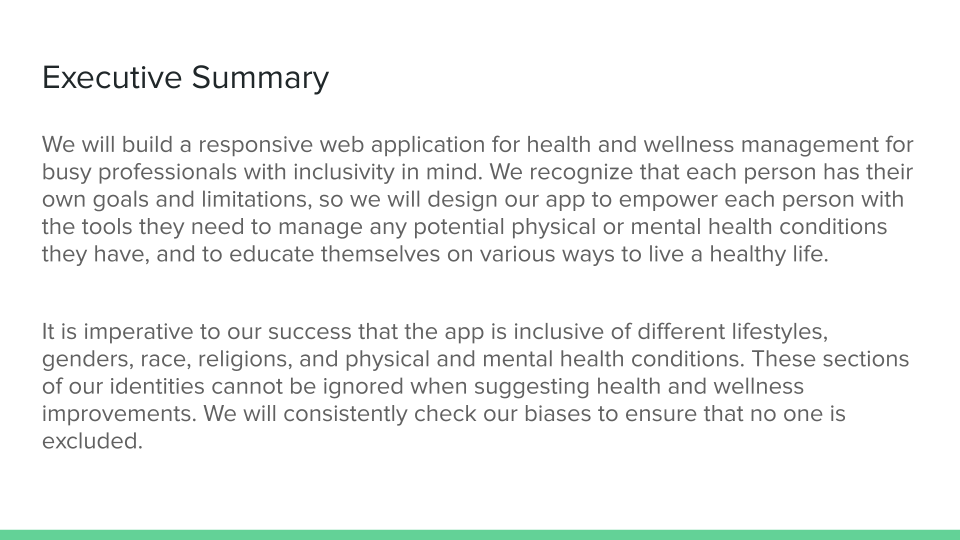 Executive Summary
We will build a responsive web application for health and wellness management for
busy professionals with inclusivity in mind. We recognize that each person has their
own goals and limitations, so we will design our app to empower each person with
the tools they need to manage any potential physical or mental health conditions
they have, and to educate themselves on various ways to live a healthy life.
It is imperative to our success that the app is inclusive of different lifestyles,
genders, race, religions, and physical and mental health conditions. These sections
of our identities cannot be ignored when suggesting health and wellness
improvements. We will consistently check our biases to ensure that no one is
excluded.